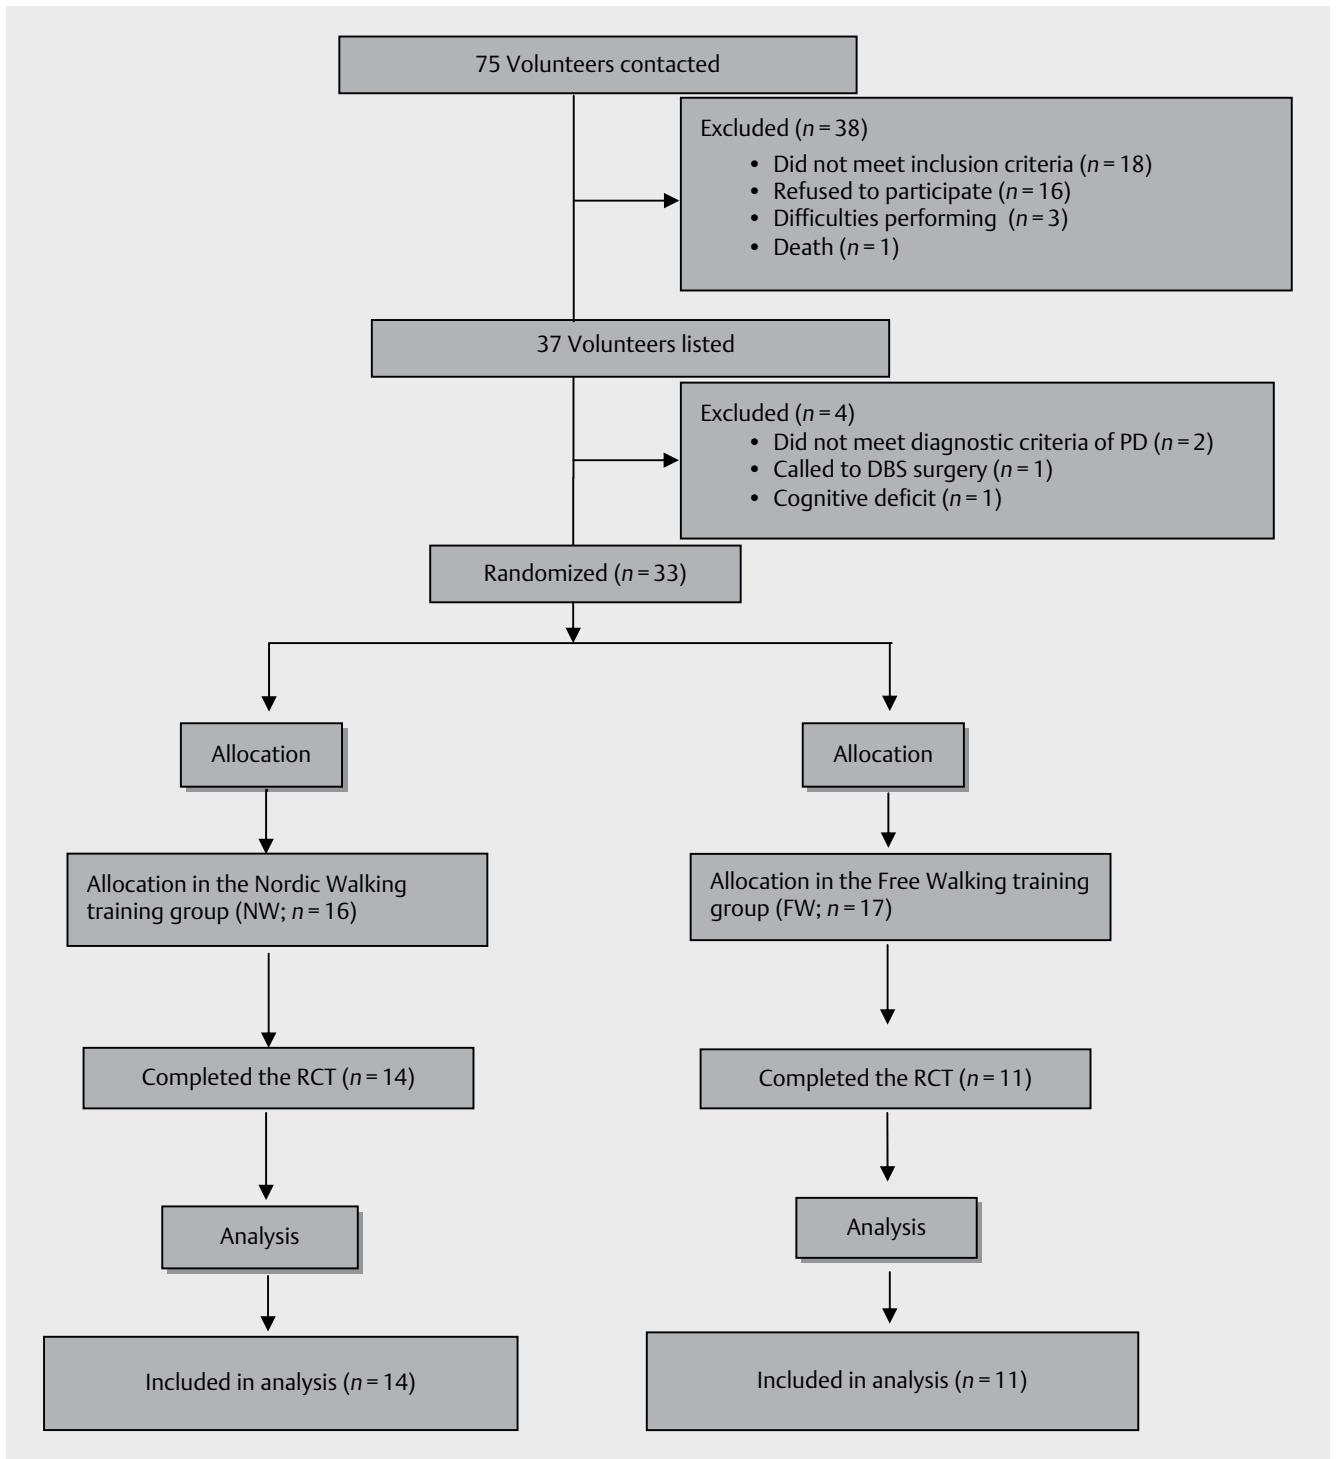 75 Volunteers contacted
Excluded (n = 38)
• Did not meet inclusion criteria (n = 18)
• Refused to participate (n = 16)
• Difficulties performing (n = 3)
• Death (n = 1)
37 Volunteers listed
Excluded (n = 4)
• Did not meet diagnostic criteria of PD (n = 2)
• Called to DBS surgery (n = 1)
• Cognitive deficit (n = 1)
Randomized (n = 33)
Allocation
Allocation
Allocation in the Nordic Walking
training group (NW; n = 16)
Allocation in the Free Walking training
group (FW; n = 17)
Completed the RCT (n = 14)
Completed the RCT (n = 11)
Analysis
Analysis
Included in analysis (n = 14)
Included in analysis (n = 11)